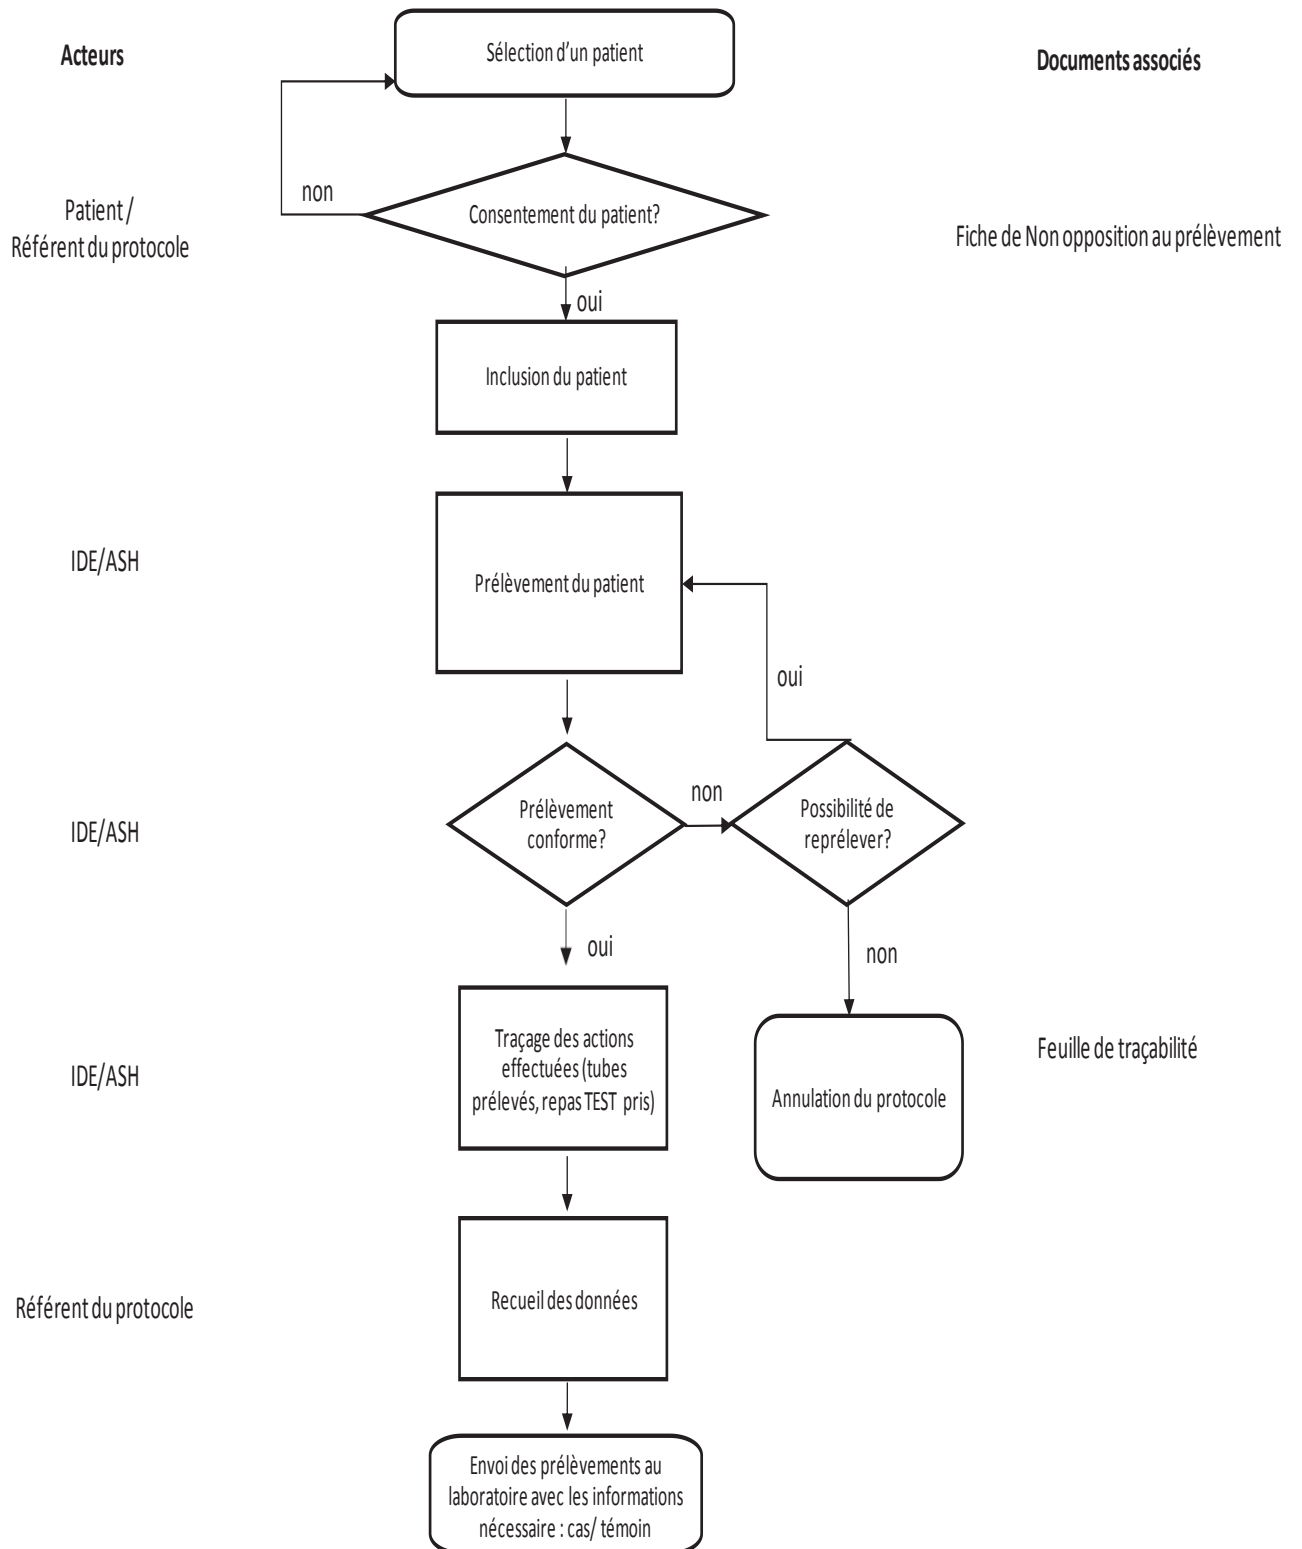 Acteurs
Sélection d'un patient
Documents associés
non
Patient /
Référent du protocole
Consentement du patient?
Fiche de Non opposition au prélèvement
oui
Inclusion du patient
IDE/ASH
Prélèvement du patient
oui
IDE/ASH
Prélèvement
conforme?
non
Possibilité de
reprélever?
oui
non
IDE/ASH
Traçage des actions
effectuées (tubes
prélevés, repas TEST pris)
Annulation du protocole
Feuille de traçabilité
Référent du protocole
Recueil des données
Envoi des prélèvements au
laboratoire avec les informations
nécessaire : cas/ témoin